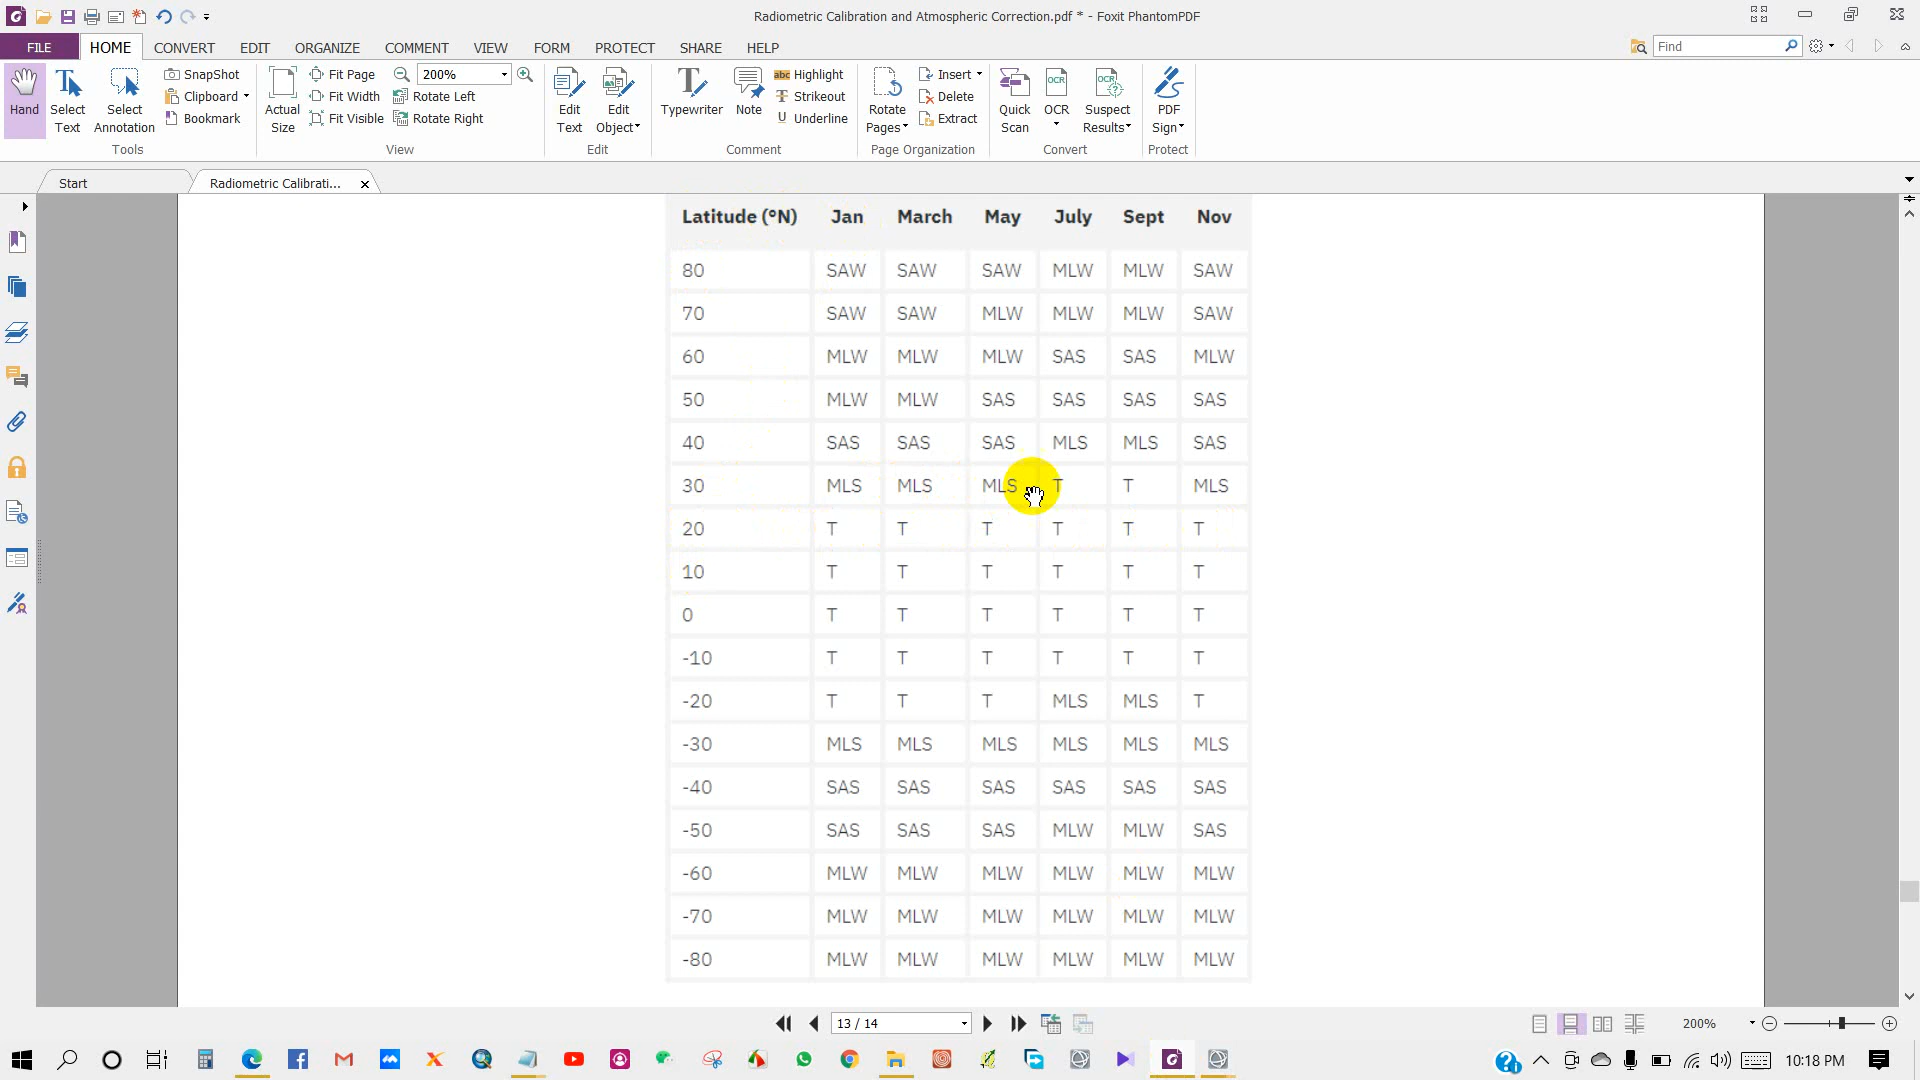 Radiometric Calibration and Atmospheric Correction.pdf * - Foxit PhantomPDF
FILE HOME CONVERT EDIT ORGANIZE COMMENT VIEW FORM PROTECT SHARE HELP Find
Hand
Select Text
Select Annotation
SnapShot
Clipboard
Bookmark
Tools
Actual Size
Fit Page
Fit Width
Fit Visible
200%
Rotate Left
Rotate Right
View
Edit Text
Edit Object
Edit
Typewriter
Note
abc Highlight
T Strikeout
U Underline
Comment
Rotate Pages
Insert
Delete
Extract
Page Organization
Quick Scan
OCR OCR
OCR Suspect Results
Convert
PDF Sign
Protect
Start Radiometric Calibrati...
Latitude (°N) Jan March May July Sept Nov
80 SAW SAW SAW MLW MLW SAW
70 SAW SAW MLW MLW MLW SAW
60 MLW MLW MLW SAS SAS MLW
50 MLW MLW SAS SAS SAS SAS
40 SAS SAS SAS MLS MLS SAS
30 MLS MLS MLS T T MLS
20 T T T T T T
10 T T T T T T
0 T T T T T T
-10 T T T T T T
-20 T T T MLS MLS T
-30 MLS MLS MLS MLS MLS MLS
-40 SAS SAS SAS SAS SAS SAS
-50 SAS SAS SAS MLW MLW SAS
-60 MLW MLW MLW MLW MLW MLW
-70 MLW MLW MLW MLW MLW MLW
-80 MLW MLW MLW MLW MLW MLW
13 / 14 200%
10:18 PM